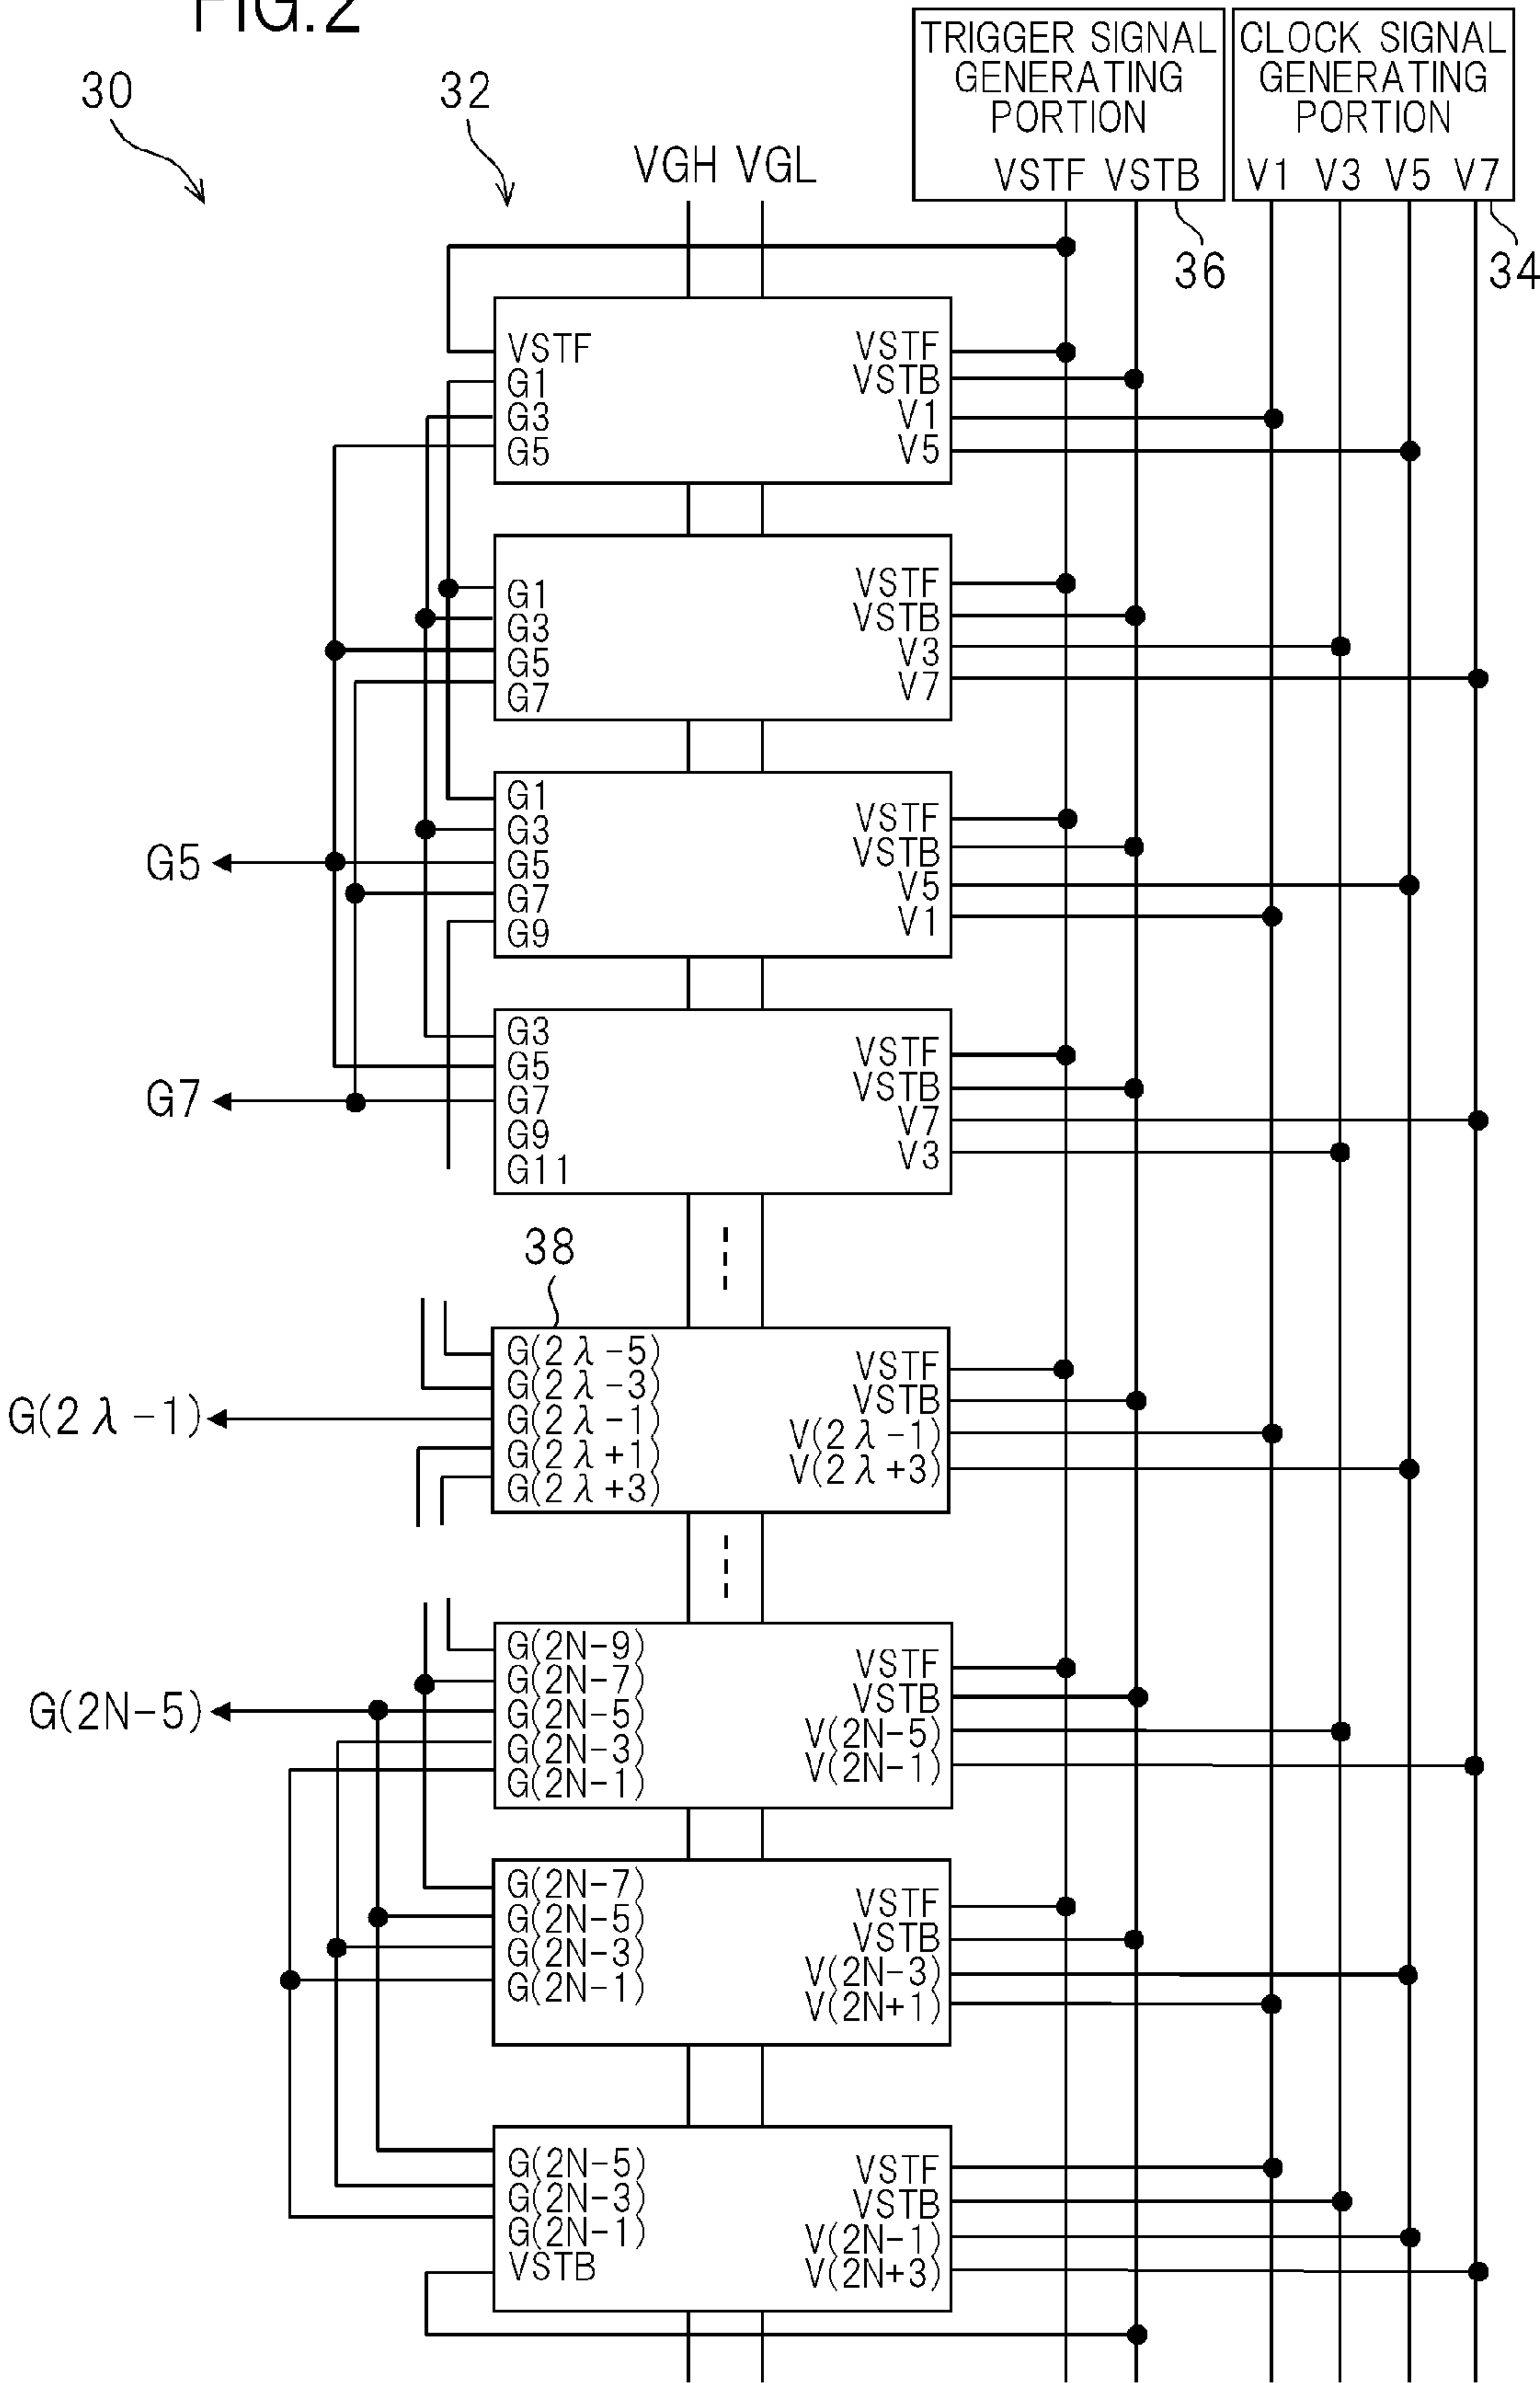 FIG.2
30
32
VGH VGL
TRIGGER SIGNAL
GENERATING
PORTION
VSTF VSTB
CLOCK SIGNAL
GENERATING
PORTION
V1 V3 V5 V7
36
34
VSTF
G1
G3
G5
VSTF
VSTB
V1
V5
G1
G3
G5
G7
VSTF
VSTB
V3
V7
G5
G1
G3
G5
G7
G9
VSTF
VSTB
V5
V1
G7
G3
G5
G7
G9
G11
VSTF
VSTB
V7
V3
38
G(2λ-1)
G(2λ-5)
G(2λ-3)
G(2λ-1)
G(2λ+1)
G(2λ+3)
VSTF
VSTB
V(2λ-1)
V(2λ+3)
G(2N-5)
G(2N-9)
G(2N-7)
G(2N-5)
G(2N-3)
G(2N-1)
VSTF
VSTB
V(2N-5)
V(2N-1)
G(2N-7)
G(2N-5)
G(2N-3)
G(2N-1)
VSTF
VSTB
V(2N-3)
V(2N+1)
G(2N-5)
G(2N-3)
G(2N-1)
VSTB
VSTF
VSTB
V(2N-1)
V(2N+3)